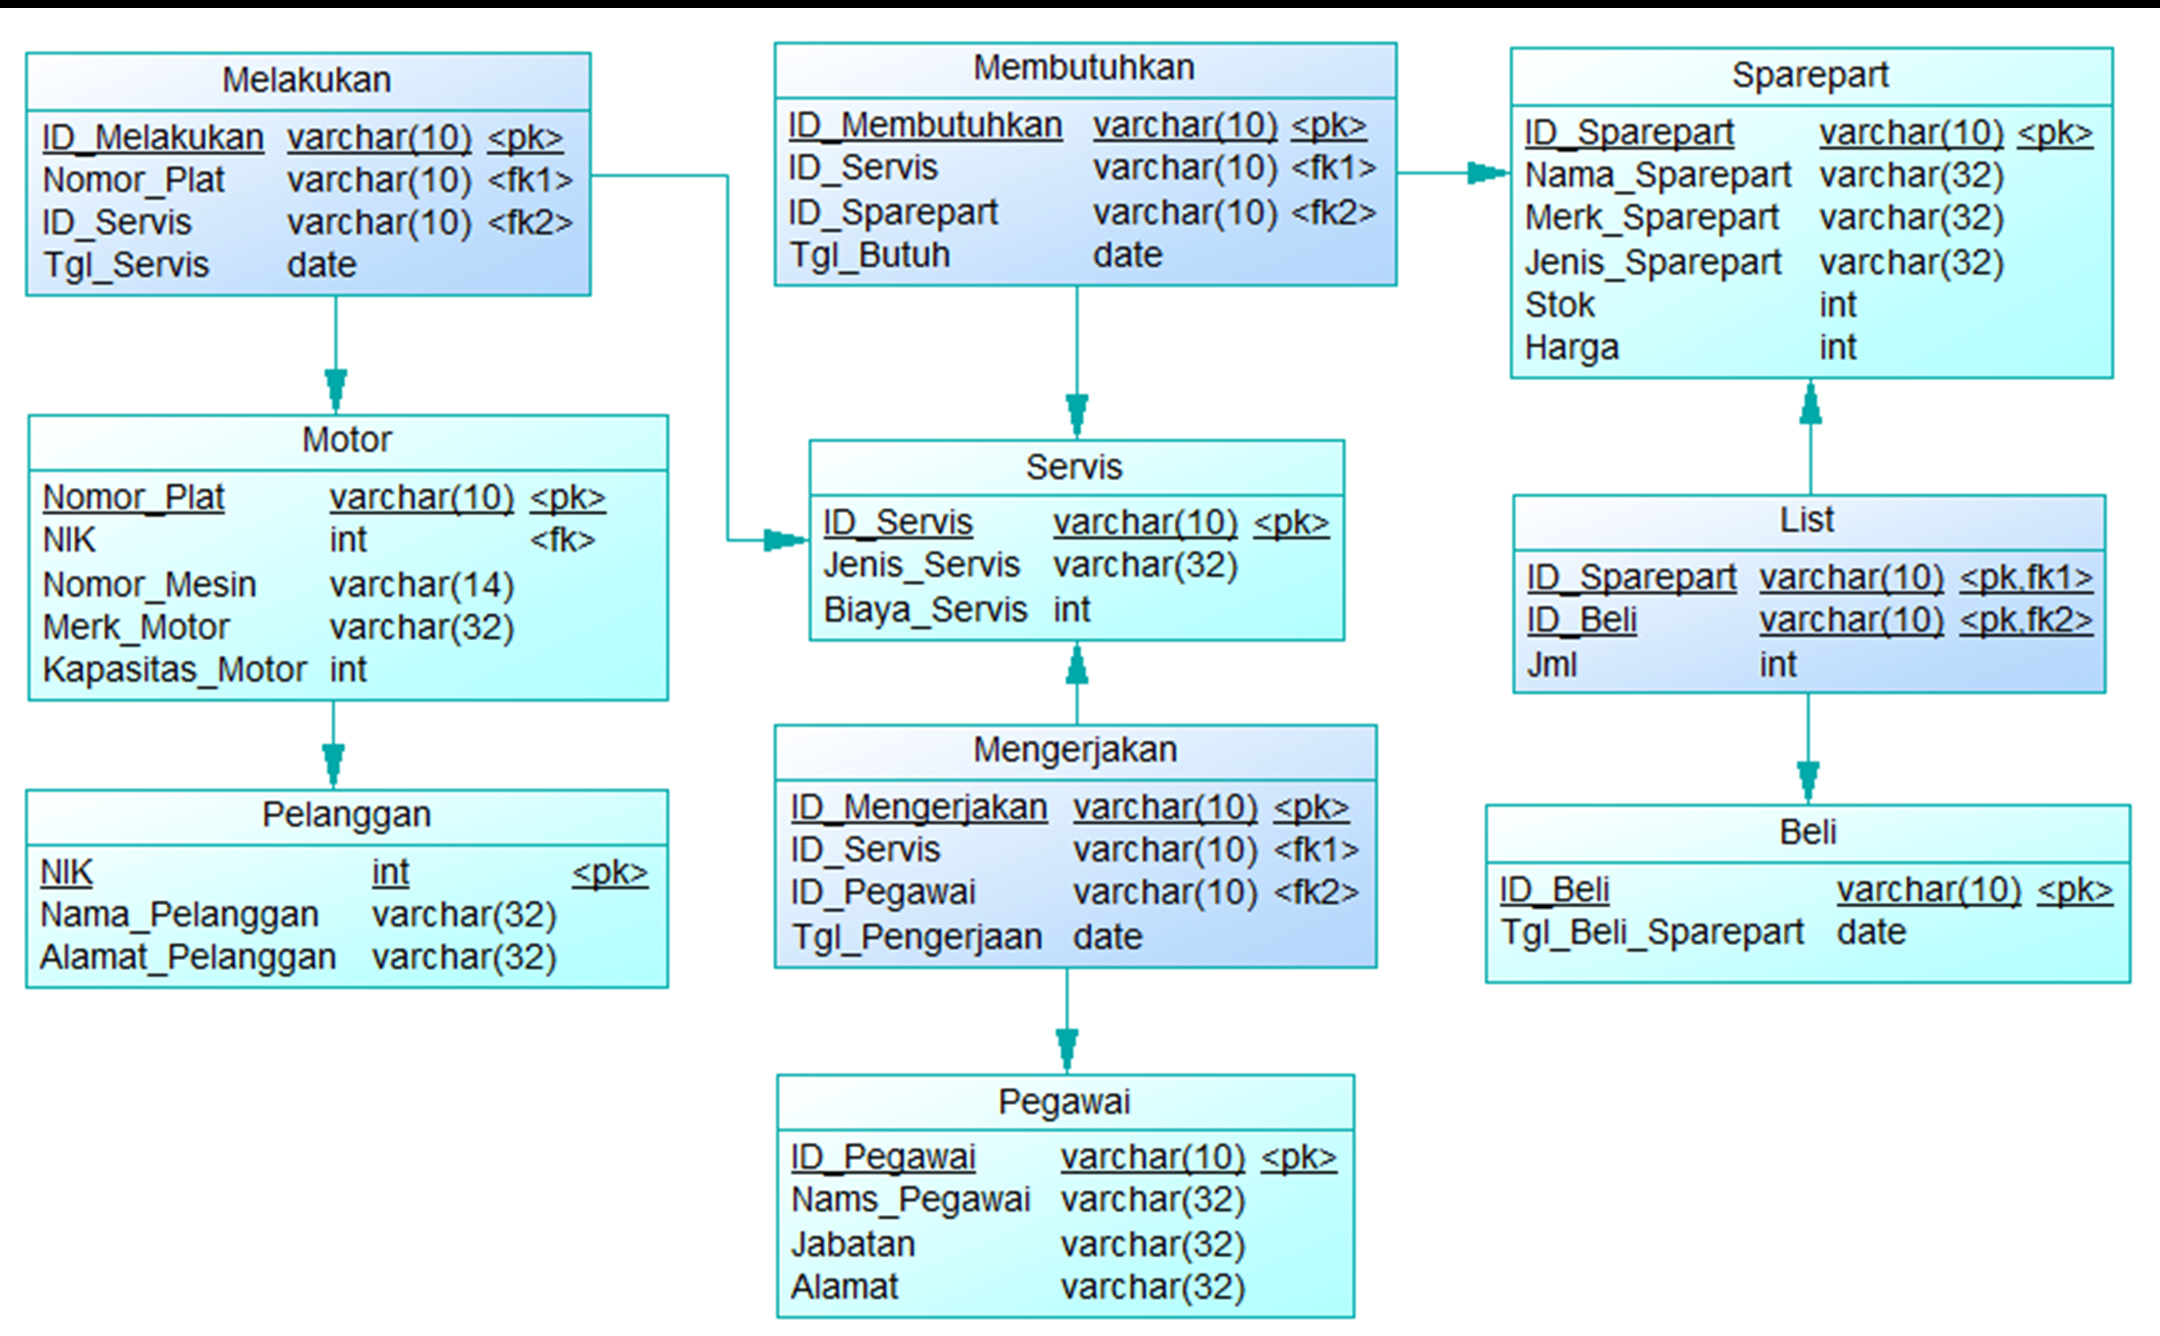 Melakukan
ID_Melakukan varchar(10) <pk>
Nomor_Plat varchar(10) <fk1>
ID_Servis varchar(10) <fk2>
Tgl_Servis date
Membutuhkan
ID_Membutuhkan varchar(10) <pk>
ID_Servis varchar(10) <fk1>
ID_Sparepart varchar(10) <fk2>
Tgl_Butuh date
Sparepart
ID_Sparepart varchar(10) <pk>
Nama_Sparepart varchar(32)
Merk_Sparepart varchar(32)
Jenis_Sparepart varchar(32)
Stok int
Harga int
Motor
Nomor_Plat varchar(10) <pk>
NIK int <fk>
Nomor_Mesin varchar(14)
Merk_Motor varchar(32)
Kapasitas_Motor int
Servis
ID_Servis varchar(10) <pk>
Jenis_Servis varchar(32)
Biaya_Servis int
List
ID_Sparepart varchar(10) <pk,fk1>
ID_Beli varchar(10) <pk,fk2>
Jml int
Pelanggan
NIK int <pk>
Nama_Pelanggan varchar(32)
Alamat_Pelanggan varchar(32)
Mengerjakan
ID_Mengerjakan varchar(10) <pk>
ID_Servis varchar(10) <fk1>
ID_Pegawai varchar(10) <fk2>
Tgl_Pengerjaan date
Beli
ID_Beli varchar(10) <pk>
Tgl_Beli_Sparepart date
Pegawai
ID_Pegawai varchar(10) <pk>
Nams_Pegawai varchar(32)
Jabatan varchar(32)
Alamat varchar(32)